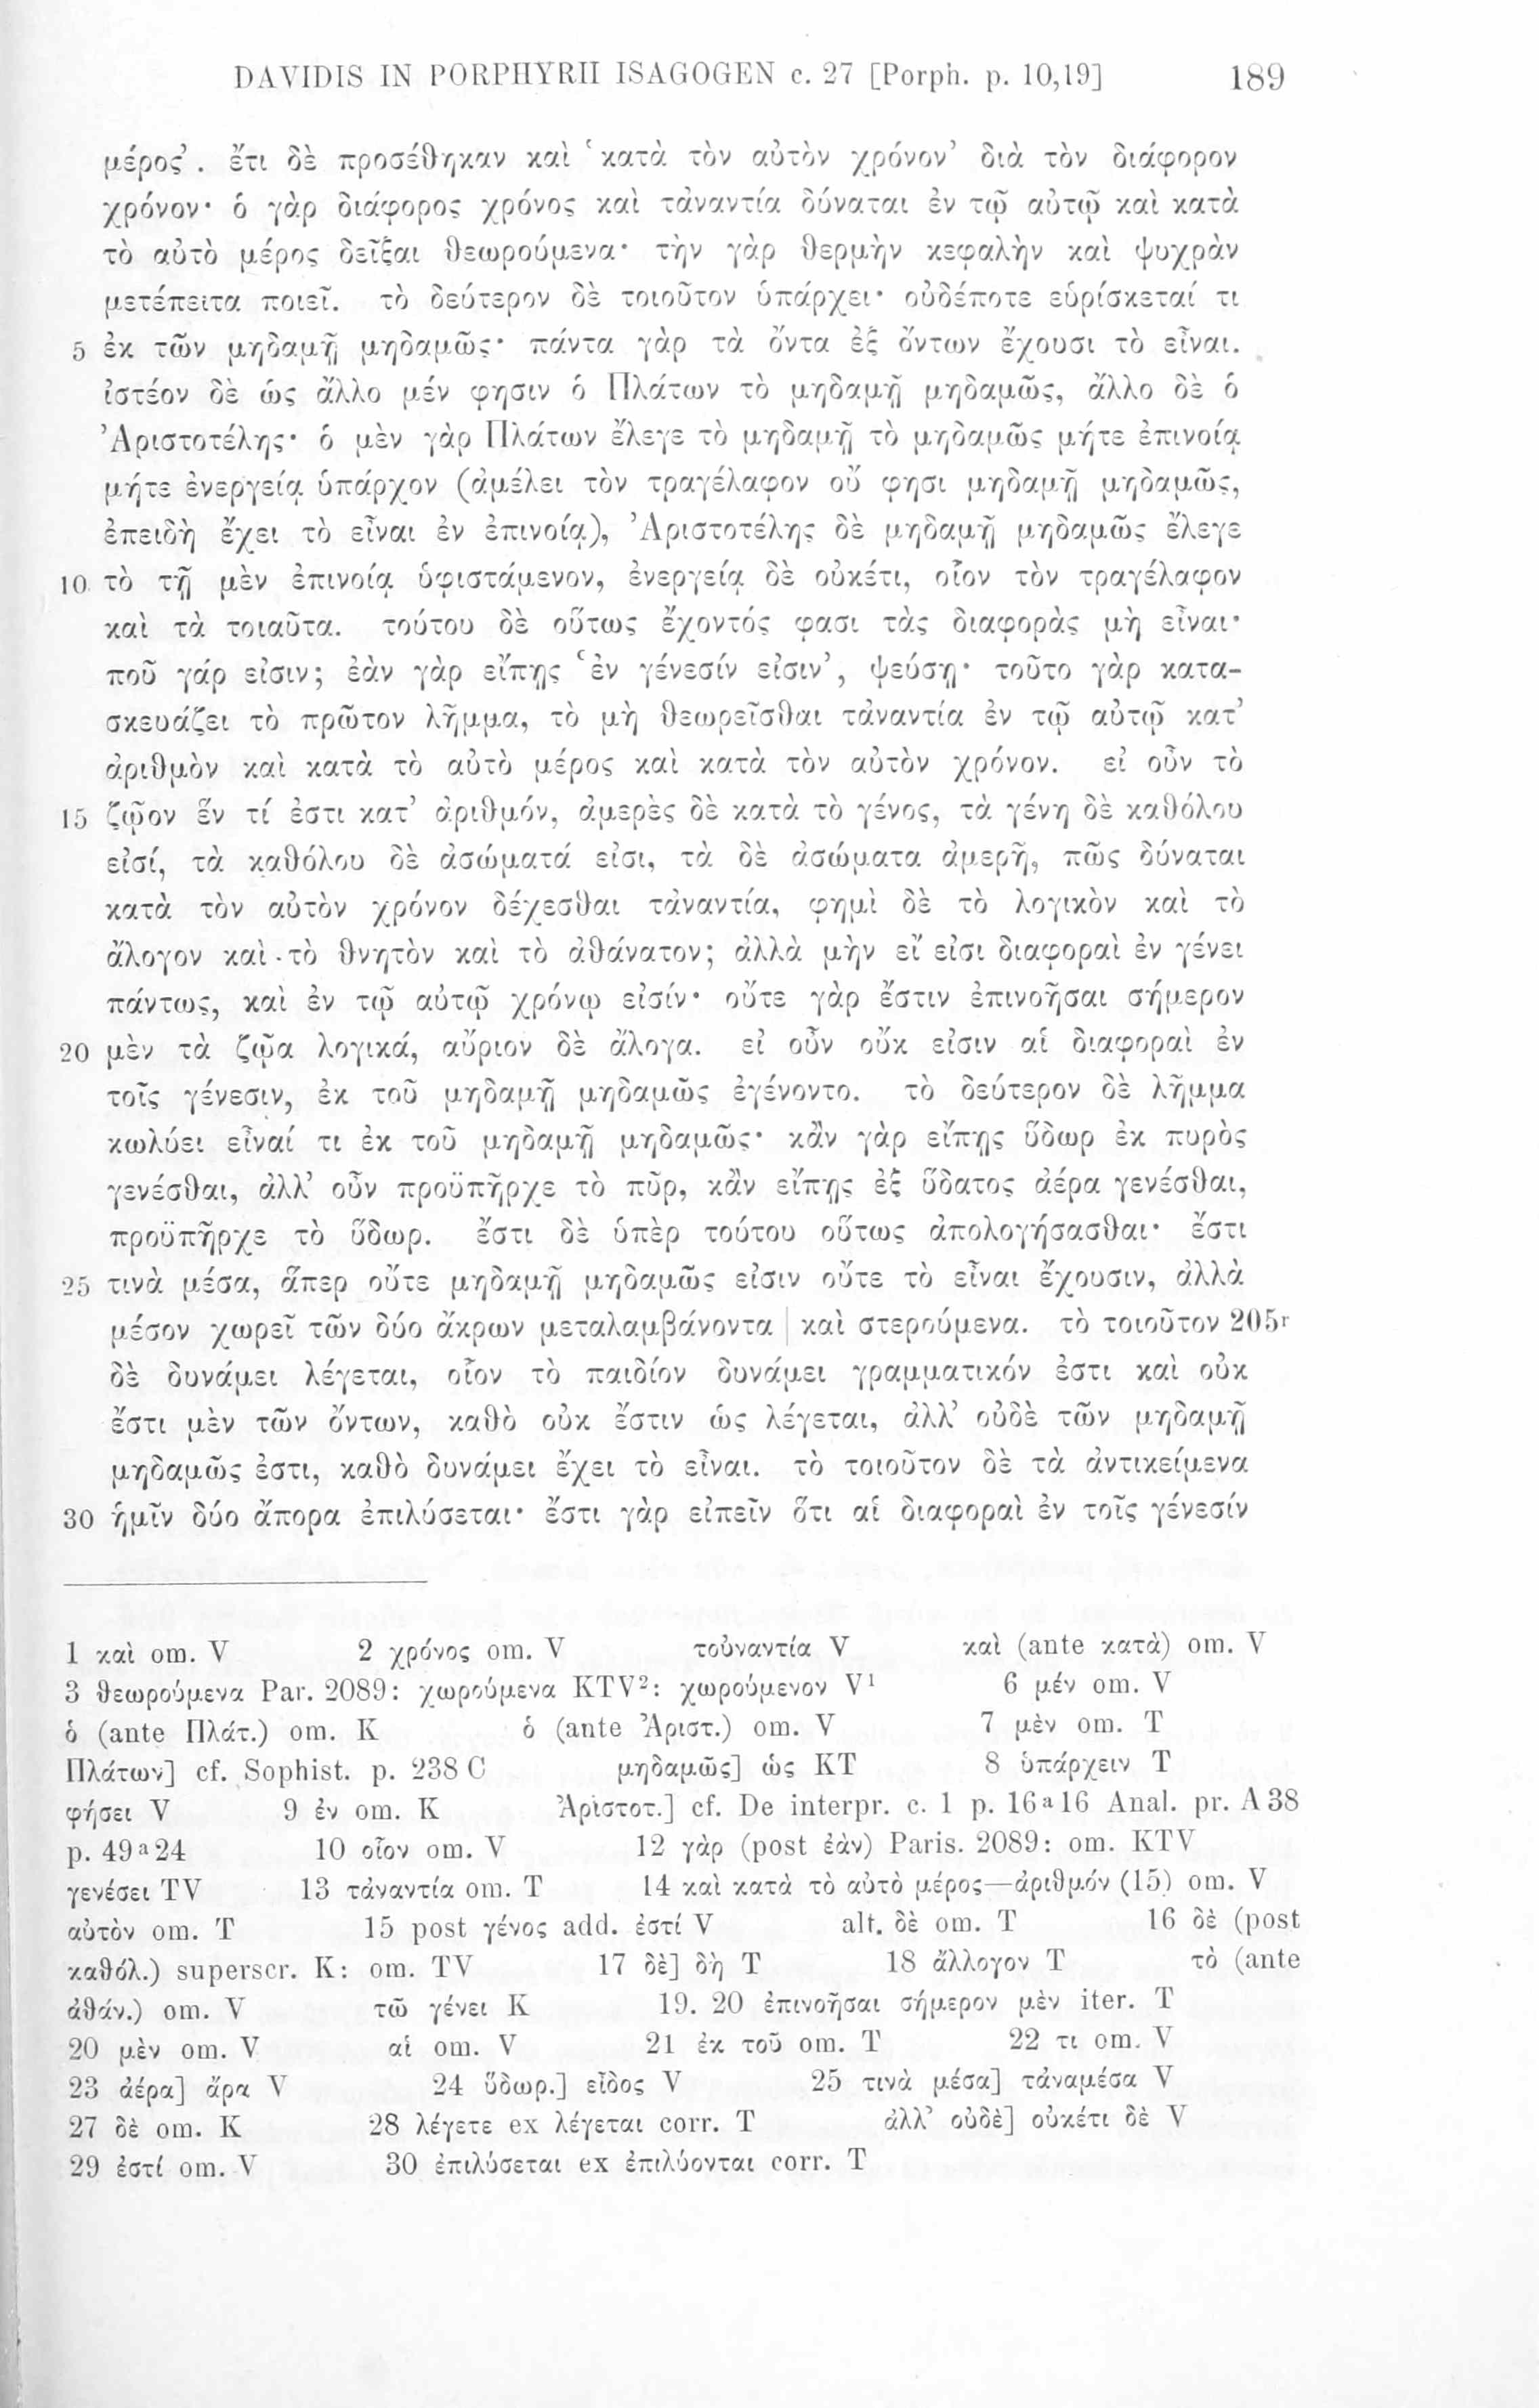 DAVIDIS IN PORPHYRII ISAGOGEN c. 27 [Porph. p. 10,19] 189
μέρος’. ἔτι δὲ προσέθηκαν καὶ ‘κατὰ τὸν αὐτὸν χρόνον’ διὰ τὸν διάφορον
χρόνον· ὁ γὰρ διάφορος χρόνος καὶ τἀναντία δύναται ἐν τῷ αὐτῷ καὶ κατὰ
τὸ αὐτὸ μέρος δεῖξαι θεωρούμενα· τὴν γὰρ θερμὴν κεφαλὴν καὶ ψυχρὰν
μετέπειτα ποιεῖ. τὸ δεύτερον δὲ τοιοῦτον ὑπάρχει· οὐδέποτε εὑρίσκεταί τι
5 ἐκ τῶν μηδαμῇ μηδαμῶς· πάντα γὰρ τὰ ὄντα ἐξ ὄντων ἔχουσι τὸ εἶναι.
ἰστέον δὲ ὡς ἄλλο μέν φησιν ὁ Πλάτων τὸ μηδαμῇ μηδαμῶς, ἄλλο δὲ ὁ
Ἀριστοτέλης· ὁ μὲν γὰρ Πλάτων ἔλεγε τὸ μηδαμῇ τὸ μηδαμῶς μήτε ἐπινοίᾳ
μήτε ἐνεργείᾳ ὑπάρχον (ἀμέλει τὸν τραγέλαφον οὔ φησι μηδαμῇ μηδαμῶς,
ἐπειδὴ ἔχει τὸ εἶναι ἐν ἐπινοίᾳ), Ἀριστοτέλης δὲ μηδαμῇ μηδαμῶς ἔλεγε
10 τὸ τῇ μὲν ἐπινοίᾳ ὑφιστάμενον, ἐνεργείᾳ δὲ οὐκέτι, οἷον τὸν τραγέλαφον
καὶ τὰ τοιαῦτα. τούτου δὲ οὕτως ἔχοντός φασι τὰς διαφορὰς μὴ εἶναι·
ποῦ γάρ εἰσιν; ἐὰν γὰρ εἴπῃς ‘ἐν γένεσίν εἰσιν’, ψεύσῃ· τοῦτο γὰρ κατα-
σκευάζει τὸ πρῶτον λῆμμα, τὸ μὴ θεωρεῖσθαι τἀναντία ἐν τῷ αὐτῷ κατ’
ἀριθμὸν καὶ κατὰ τὸ αὐτὸ μέρος καὶ κατὰ τὸν αὐτὸν χρόνον. εἰ οὖν τὸ
15 ζῷον ἕν τί ἐστι κατ’ ἀριθμόν, ἀμερὲς δὲ κατὰ τὸ γένος, τὰ γένη δὲ καθόλου
εἰσί, τὰ καθόλου δὲ ἀσώματά εἰσι, τὰ δὲ ἀσώματα ἀμερῆ, πῶς δύναται
κατὰ τὸν αὐτὸν χρόνον δέχεσθαι τἀναντία, φημὶ δὲ τὸ λογικὸν καὶ τὸ
ἄλογον καὶ τὸ θνητὸν καὶ τὸ ἀθάνατον; ἀλλὰ μὴν εἴ εἰσι διαφοραὶ ἐν γένει
πάντως, καὶ ἐν τῷ αὐτῷ χρόνῳ εἰσίν· οὔτε γὰρ ἔστιν ἐπινοῆσαι σήμερον
20 μὲν τὰ ζῷα λογικά, αὔριον δὲ ἄλογα. εἰ οὖν οὔκ εἰσιν αἱ διαφοραὶ ἐν
τοῖς γένεσιν, ἐκ τοῦ μηδαμῇ μηδαμῶς ἐγένοντο. τὸ δεύτερον δὲ λῆμμα
κωλύει εἶναί τι ἐκ τοῦ μηδαμῇ μηδαμῶς· κἂν γὰρ εἴπῃς ὕδωρ ἐκ πυρὸς
γενέσθαι, ἀλλ’ οὖν προϋπῆρχε τὸ πῦρ, κἂν εἴπῃς ἐξ ὕδατος ἀέρα γενέσθαι,
προϋπῆρχε τὸ ὕδωρ. ἔστι δὲ ὑπὲρ τούτου οὕτως ἀπολογήσασθαι· ἔστι
25 τινὰ μέσα, ἅπερ οὔτε μηδαμῇ μηδαμῶς εἰσιν οὔτε τὸ εἶναι ἔχουσιν, ἀλλὰ
μέσον χωρεῖ τῶν δύο ἄκρων μεταλαμβάνοντα | καὶ στερούμενα. τὸ τοιοῦτον 205r
δὲ δυνάμει λέγεται, οἷον τὸ παιδίον δυνάμει γραμματικόν ἐστι καὶ οὐκ
ἔστι μὲν τῶν ὄντων, καθὸ οὐκ ἔστιν ὡς λέγεται, ἀλλ’ οὐδὲ τῶν μηδαμῇ
μηδαμῶς ἐστι, καθὸ δυνάμει ἔχει τὸ εἶναι. τὸ τοιοῦτον δὲ τὰ ἀντικείμενα
30 ἡμῖν δύο ἄπορα ἐπιλύσεται· ἔστι γὰρ εἰπεῖν ὅτι αἱ διαφοραὶ ἐν τοῖς γένεσίν
1 καὶ om. V 2 χρόνος om. V τοὐναντία V καὶ (ante κατὰ) om. V
3 θεωρούμενα Par. 2089: χωρούμενα KTV²: χωρούμενον V¹ 6 μέν om. V
ὁ (ante Πλάτ.) om. K ὁ (ante Ἀριστ.) om. V 7 μὲν om. T
Πλάτων] cf. Sophist. p. 238 C μηδαμῶς] ὡς KT 8 ὑπάρχειν T
φήσει V 9 ἐν om. K Ἀριστοτ.] cf. De interpr. c. 1 p. 16ᵃ16 Anal. pr. A 38
p. 49ᵃ24 10 οἷον om. V 12 γὰρ (post ἐὰν) Paris. 2089: om. KTV
γενέσει TV 13 τἀναντία om. T 14 καὶ κατὰ τὸ αὐτὸ μέρος—ἀριθμόν (15) om. V
αὐτὸν om. T 15 post γένος add. ἐστί V alt. δὲ om. T 16 δὲ (post
καθόλ.) superscr. K: om. TV 17 δὲ] δὴ T 18 ἄλλογον T τὸ (ante
ἀθάν.) om. V τῶ γένει K 19. 20 ἐπινοῆσαι σήμερον μὲν iter. T
20 μὲν om. V αἱ om. V 21 ἐκ τοῦ om. T 22 τι om. V
23 ἀέρα] ἄρα V 24 ὕδωρ.] εἶδος V 25 τινὰ μέσα] τἀναμέσα V
27 δὲ om. K 28 λέγετε ex λέγεται corr. T ἀλλ’ οὐδὲ] οὐκέτι δὲ V
29 ἐστί om. V 30 ἐπιλύσεται ex ἐπιλύονται corr. T